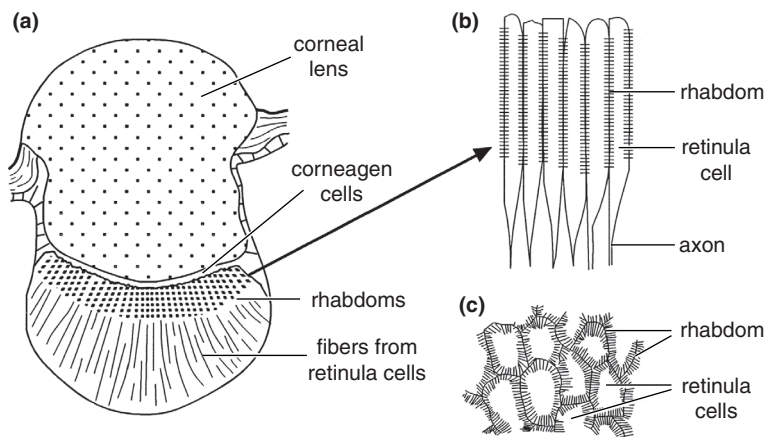 (a)
corneal
lens
corneagen
cells
rhabdoms
fibers from
retinula cells
(b)
rhabdom
retinula
cell
axon
(c)
rhabdom
retinula
cells